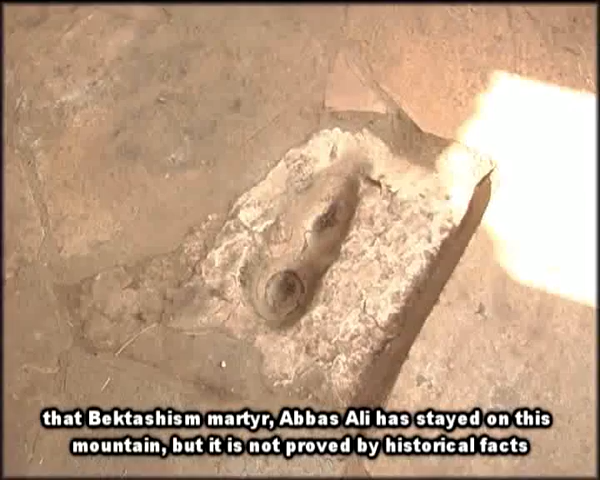 that Bektashism martyr, Abbas Ali has stayed on this
mountain, but it is not proved by historical facts